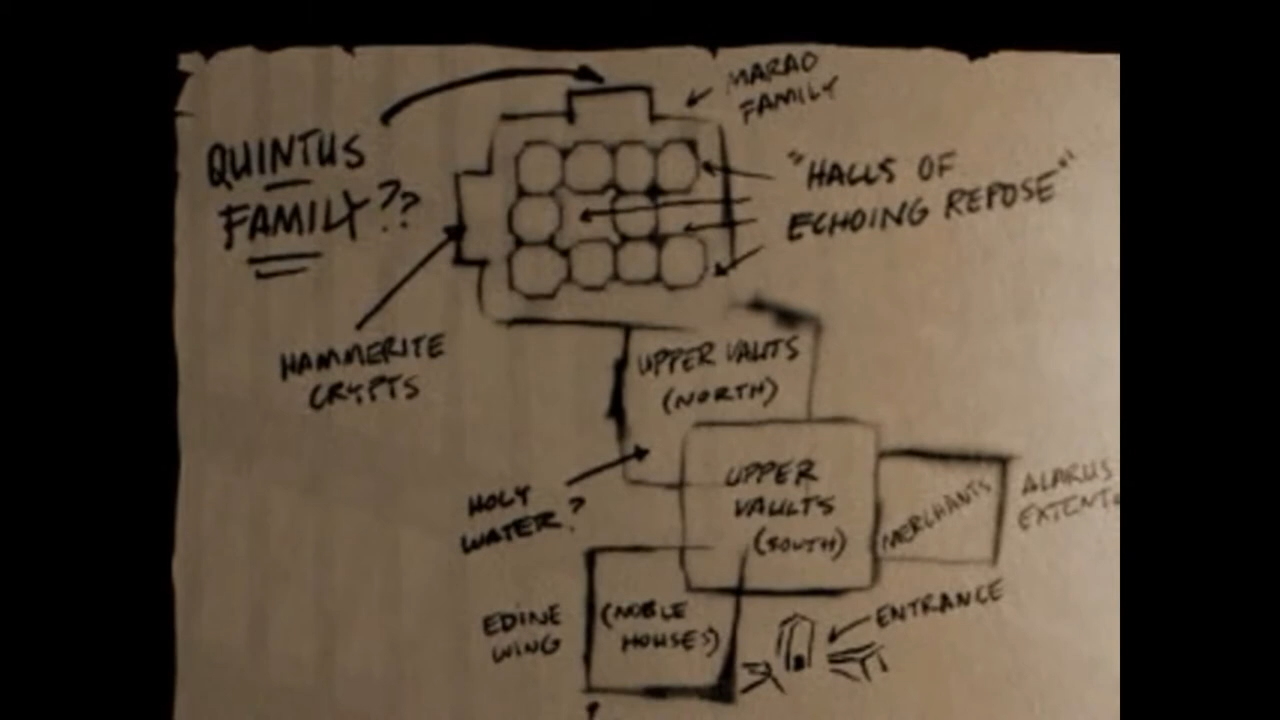 MARAO
FAMILY
QUINTUS
FAMILY??
"HALLS OF
ECHOING REPOSE"
HAMMERITE
CRYPTS
UPPER VAULTS
(NORTH)
HOLY
WATER?
UPPER
VAULTS
(SOUTH)
MERCHANTS
ALARUS
EXTENT
EDINE
WING
(NOBLE
HOUSES)
ENTRANCE